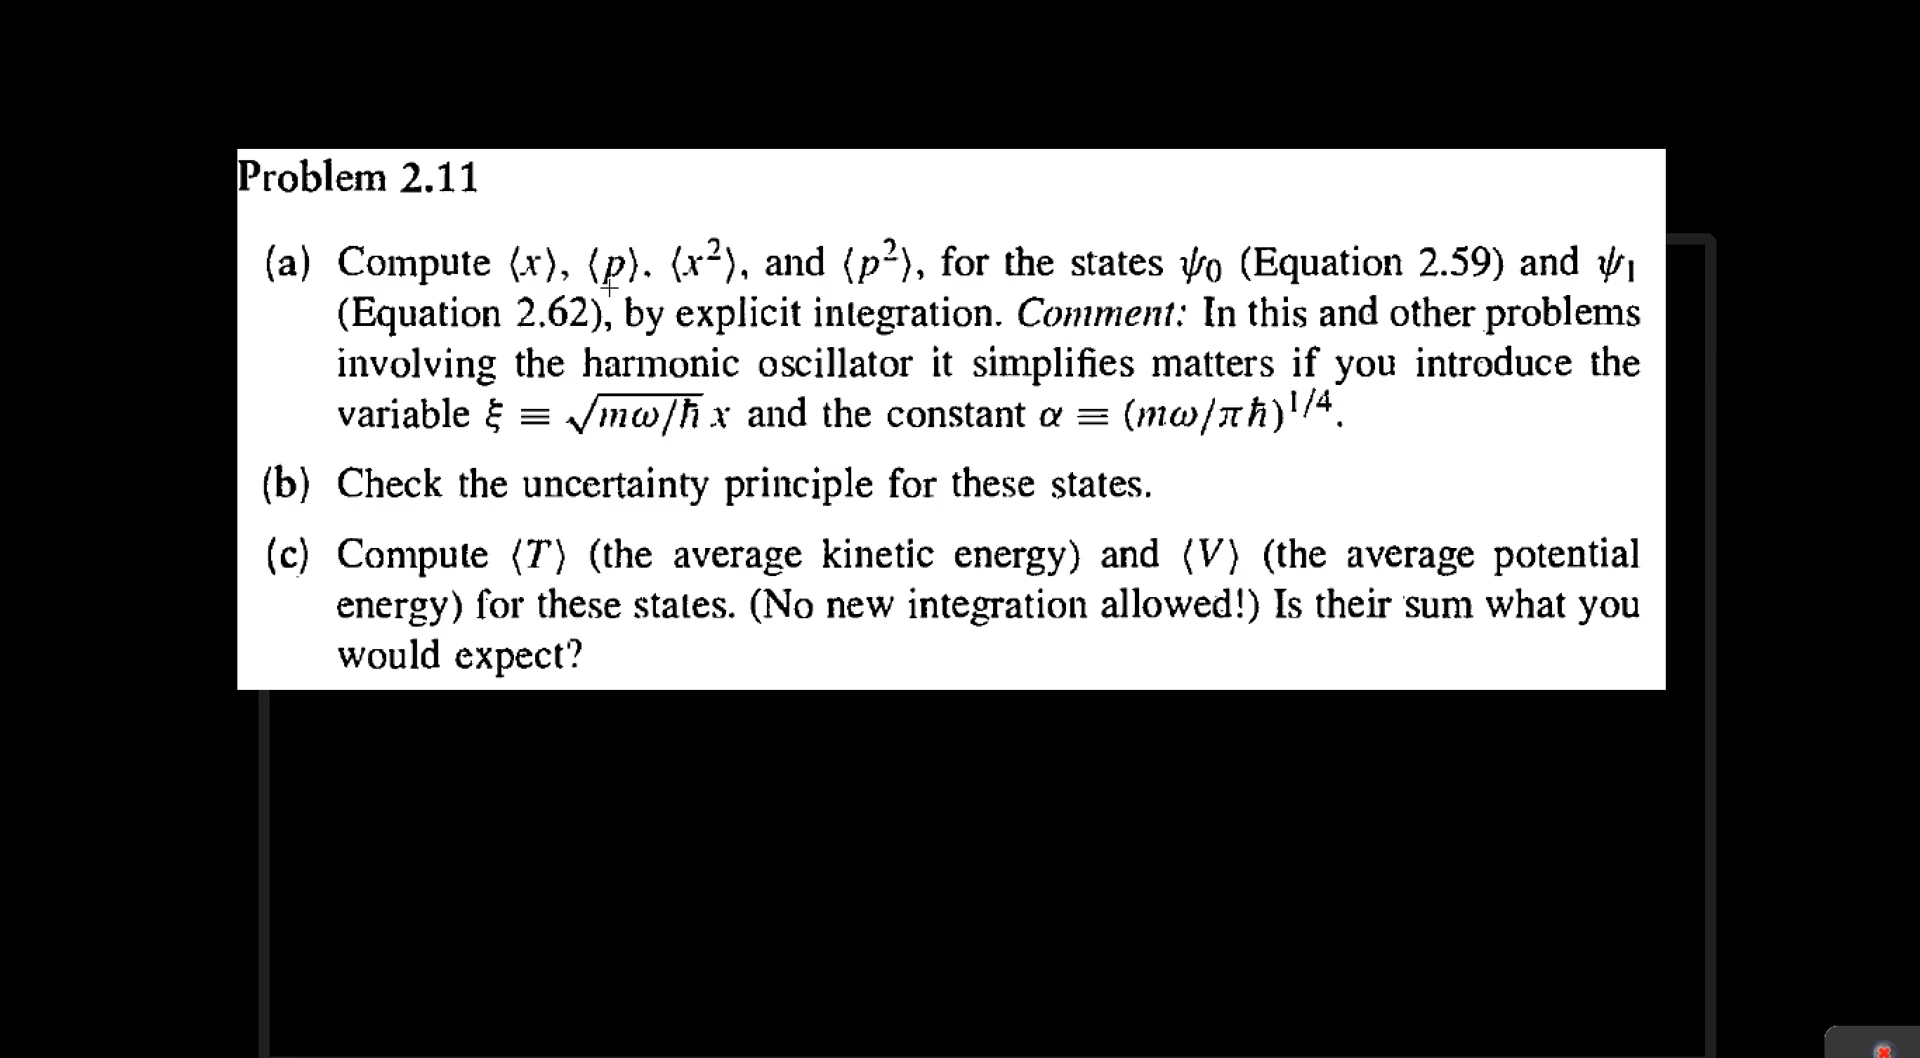 Problem 2.11
(a) Compute ⟨x⟩, ⟨p⟩, ⟨x²⟩, and ⟨p²⟩, for the states ψ₀ (Equation 2.59) and ψ₁
(Equation 2.62), by explicit integration. Comment: In this and other problems
involving the harmonic oscillator it simplifies matters if you introduce the
variable ξ ≡ √(mω/ħ) x and the constant α ≡ (mω/πħ)^{1/4}.
(b) Check the uncertainty principle for these states.
(c) Compute ⟨T⟩ (the average kinetic energy) and ⟨V⟩ (the average potential
energy) for these states. (No new integration allowed!) Is their sum what you
would expect?